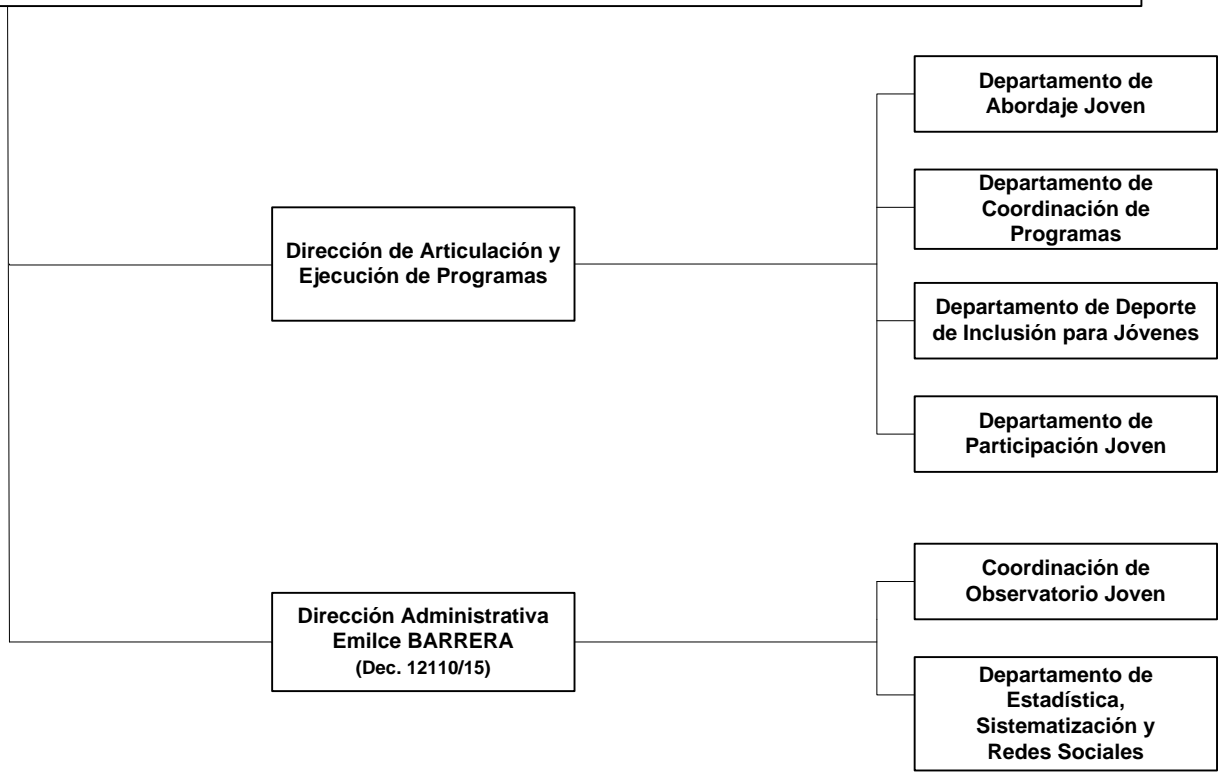 Departamento de
Abordaje Joven
Departamento de
Coordinación de
Programas
Dirección de Articulación y
Ejecución de Programas
Departamento de Deporte
de Inclusión para Jóvenes
Departamento de
Participación Joven
Coordinación de
Observatorio Joven
Dirección Administrativa
Emilce BARRERA
(Dec. 12110/15)
Departamento de
Estadística,
Sistematización y
Redes Sociales